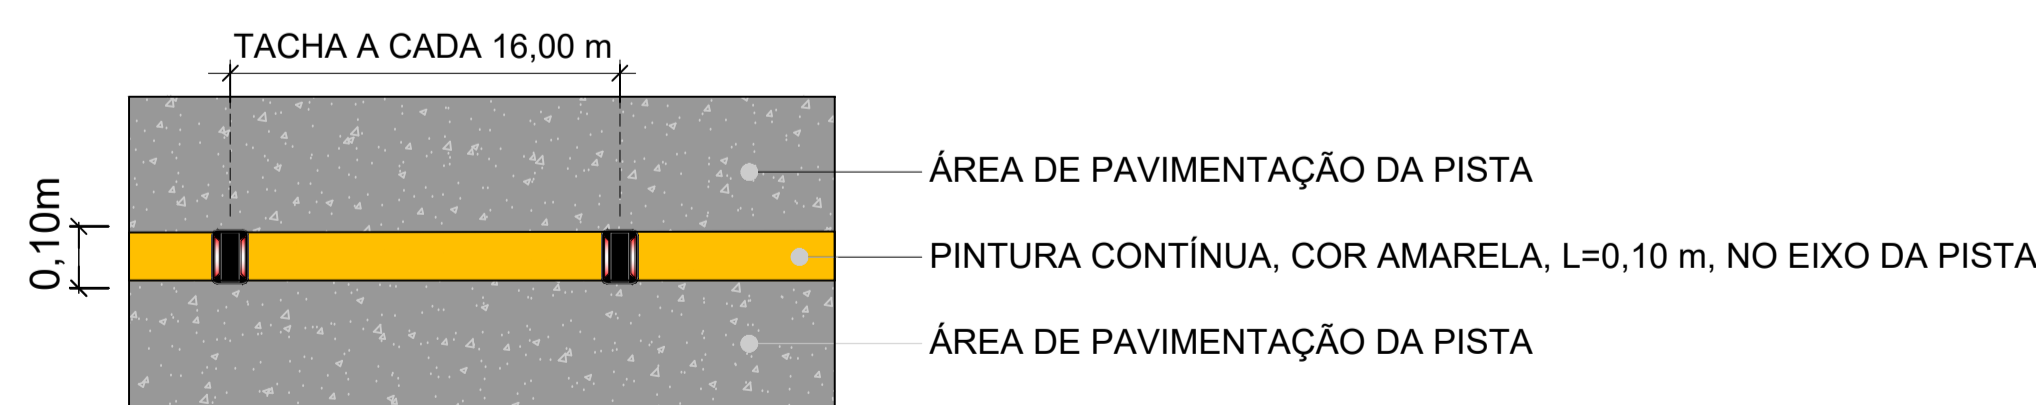 TACHA A CADA 16,00 m
0,10m
ÁREA DE PAVIMENTAÇÃO DA PISTA
PINTURA CONTÍNUA, COR AMARELA, L=0,10 m, NO EIXO DA PISTA
ÁREA DE PAVIMENTAÇÃO DA PISTA